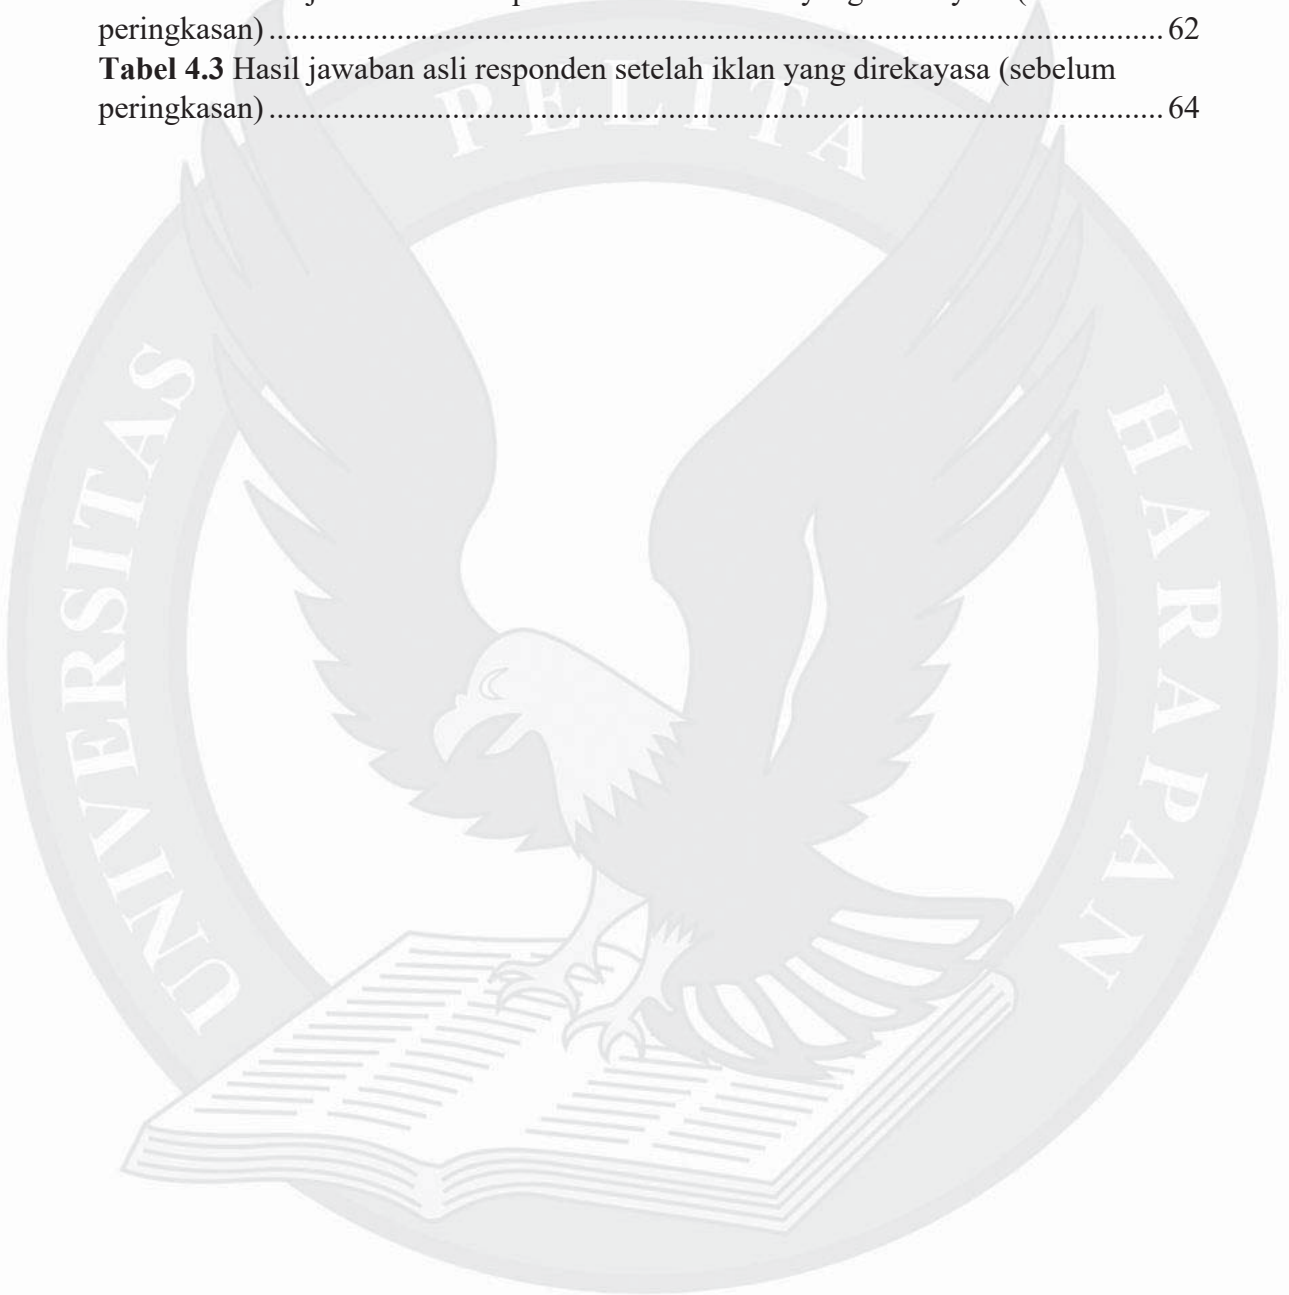 peringkasan) ................................................................................................................ 62
Tabel 4.3 Hasil jawaban asli responden setelah iklan yang direkayasa (sebelum
peringkasan) ................................................................................................................ 64
UNIVERSITAS
PELITA
HARAPAN